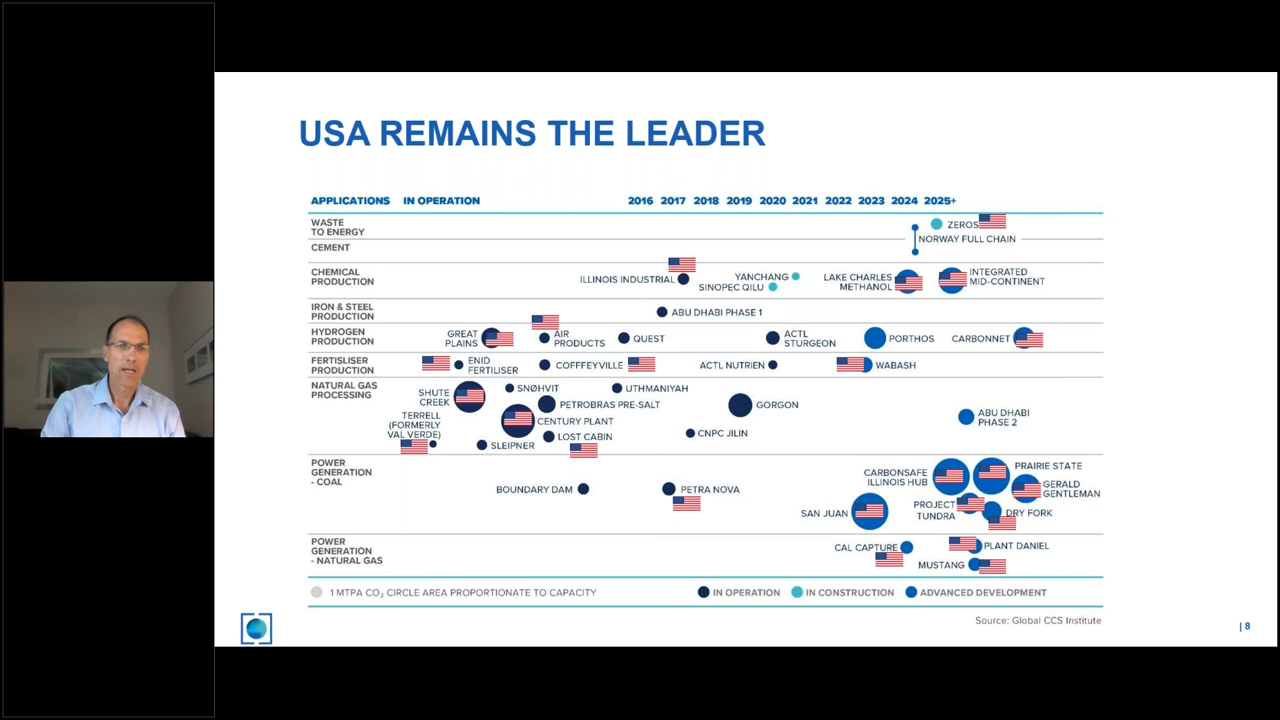 USA REMAINS THE LEADER
APPLICATIONS IN OPERATION 2016 2017 2018 2019 2020 2021 2022 2023 2024 2025+
WASTE
TO ENERGY
ZEROS
NORWAY FULL CHAIN
CEMENT
CHEMICAL
PRODUCTION
ILLINOIS INDUSTRIAL
YANCHANG
SINOPEC QILU
LAKE CHARLES
METHANOL
INTEGRATED
MID-CONTINENT
IRON & STEEL
PRODUCTION
ABU DHABI PHASE 1
HYDROGEN
PRODUCTION
GREAT
PLAINS
AIR
PRODUCTS
QUEST
ACTL
STURGEON
PORTHOS
CARBONNET
FERTISLISER
PRODUCTION
ENID
FERTILISER
COFFFEYVILLE
ACTL NUTRIEN
WABASH
NATURAL GAS
PROCESSING
SHUTE
CREEK
SNØHVIT
UTHMANIYAH
PETROBRAS PRE-SALT
GORGON
TERRELL
(FORMERLY
VAL VERDE)
CENTURY PLANT
LOST CABIN
SLEIPNER
CNPC JILIN
ABU DHABI
PHASE 2
POWER
GENERATION
- COAL
BOUNDARY DAM
PETRA NOVA
SAN JUAN
CARBONSAFE
ILLINOIS HUB
PRAIRIE STATE
GERALD
GENTLEMAN
PROJECT
TUNDRA
DRY FORK
POWER
GENERATION
- NATURAL GAS
CAL CAPTURE
PLANT DANIEL
MUSTANG
1 MTPA CO₂ CIRCLE AREA PROPORTIONATE TO CAPACITY
IN OPERATION
IN CONSTRUCTION
ADVANCED DEVELOPMENT
Source: Global CCS Institute
| 8